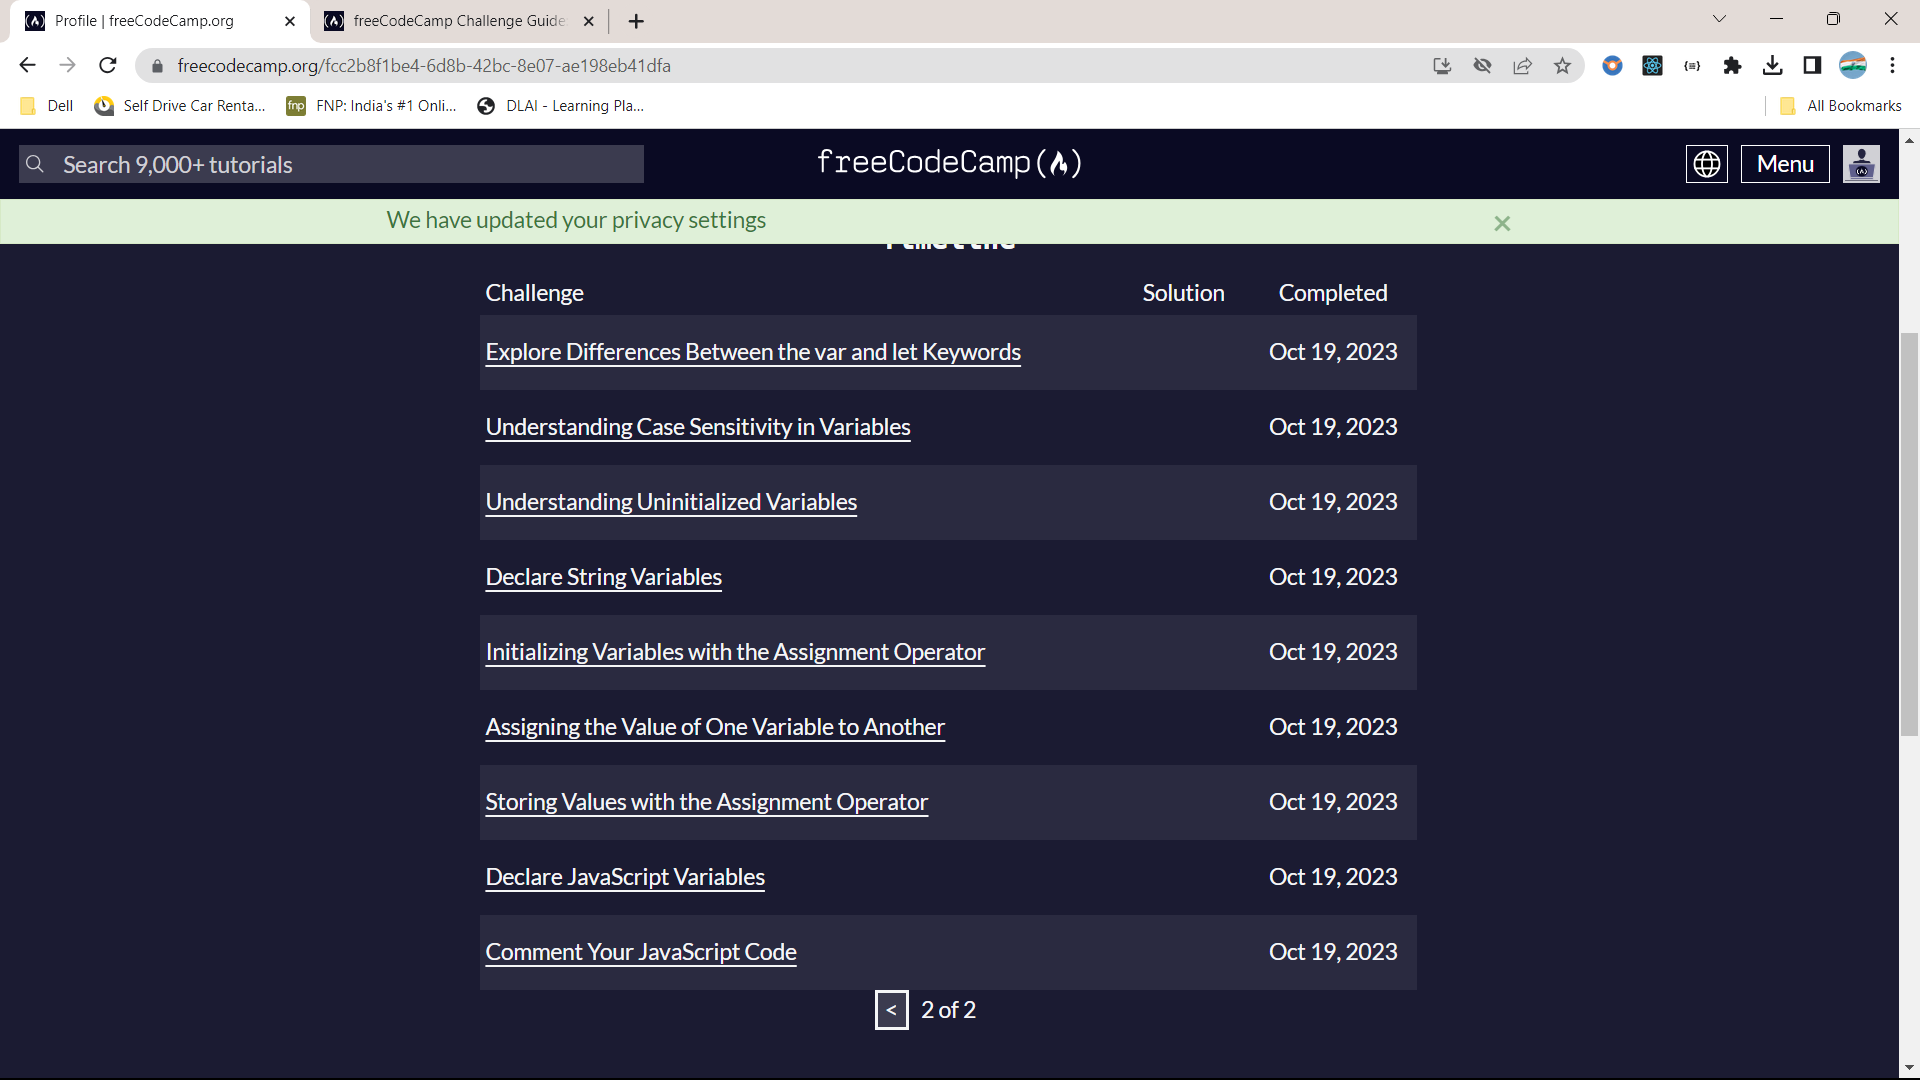 Profile | freeCodeCamp.org
freeCodeCamp Challenge Guide
freecodecamp.org/fcc2b8f1be4-6d8b-42bc-8e07-ae198eb41dfa
Dell
Self Drive Car Renta...
fnp
FNP: India's #1 Onli...
DLAI - Learning Pla...
All Bookmarks
Search 9,000+ tutorials
freeCodeCamp
Menu
We have updated your privacy settings
Challenge Solution Completed
Explore Differences Between the var and let Keywords Oct 19, 2023
Understanding Case Sensitivity in Variables Oct 19, 2023
Understanding Uninitialized Variables Oct 19, 2023
Declare String Variables Oct 19, 2023
Initializing Variables with the Assignment Operator Oct 19, 2023
Assigning the Value of One Variable to Another Oct 19, 2023
Storing Values with the Assignment Operator Oct 19, 2023
Declare JavaScript Variables Oct 19, 2023
Comment Your JavaScript Code Oct 19, 2023
< 2 of 2